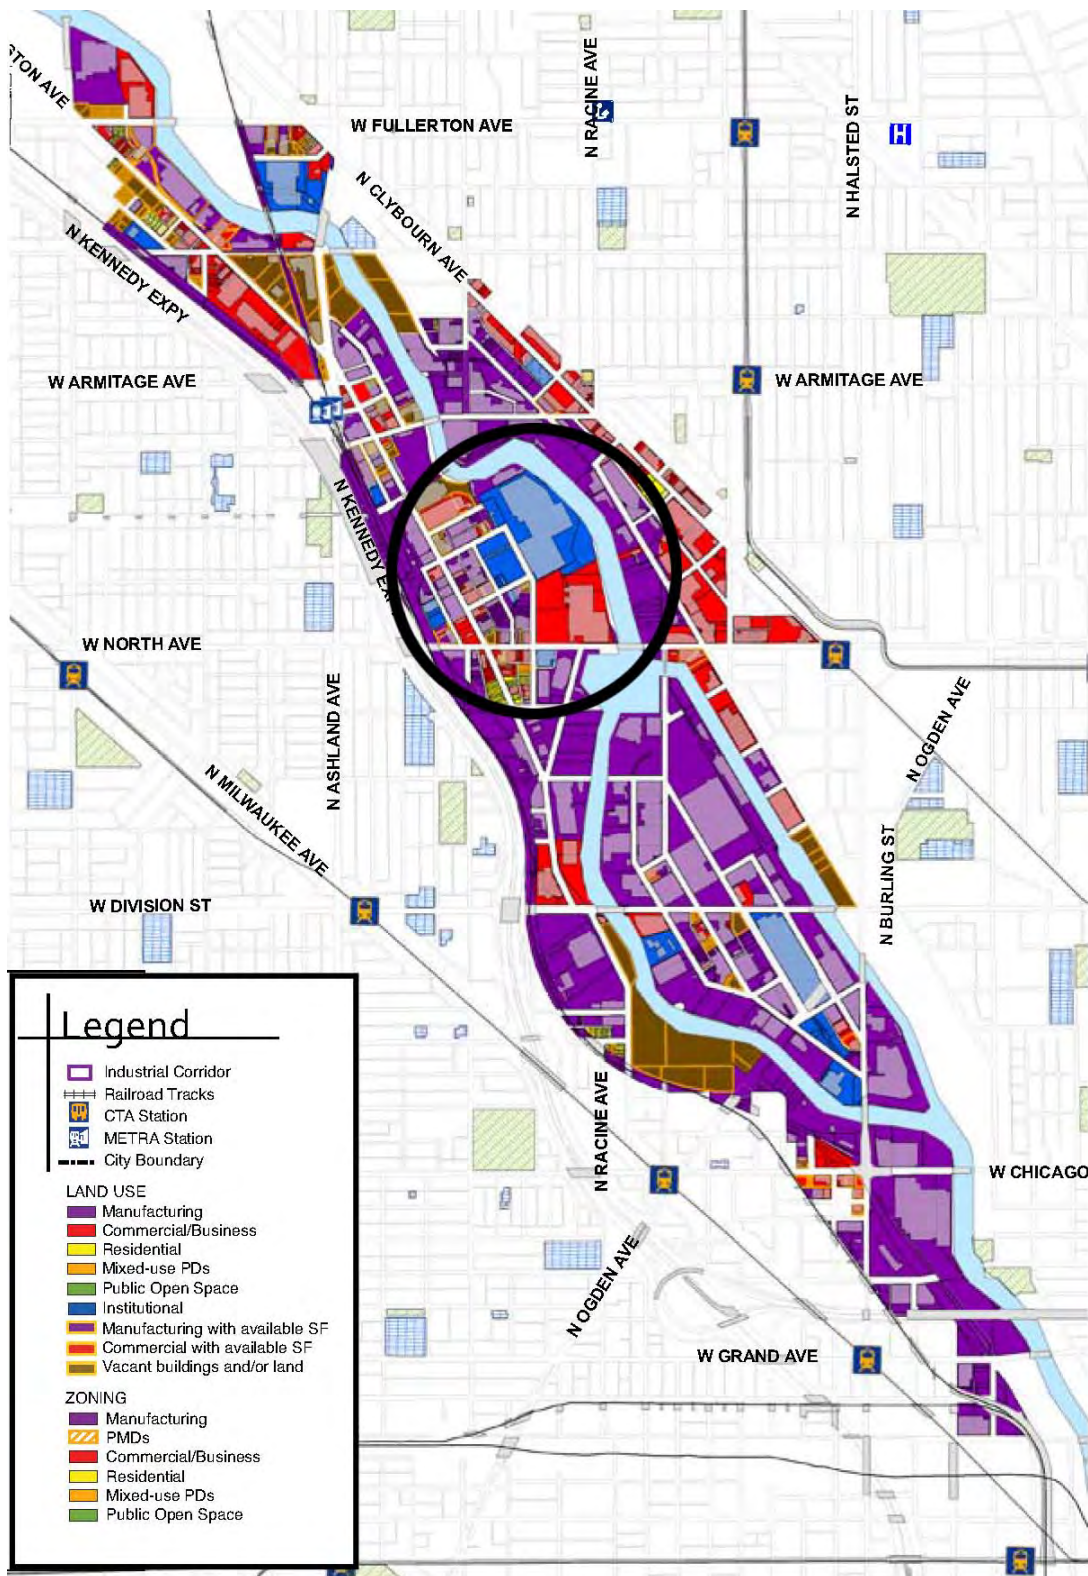 STON AVE
W FULLERTON AVE
N RACINE AVE
N HALSTED ST
H
N CLYBOURN AVE
N KENNEDY EXPY
W ARMITAGE AVE
W ARMITAGE AVE
N KENNEDY EXP
W NORTH AVE
N ASHLAND AVE
N OGDEN AVE
N MILWAUKEE AVE
N BURLING ST
W DIVISION ST
N RACINE AVE
W CHICAGO
N OGDEN AVE
W GRAND AVE
Legend
Industrial Corridor
Railroad Tracks
CTA Station
METRA Station
City Boundary
LAND USE
Manufacturing
Commercial/Business
Residential
Mixed-use PDs
Public Open Space
Institutional
Manufacturing with available SF
Commercial with available SF
Vacant buildings and/or land
ZONING
Manufacturing
PMDs
Commercial/Business
Residential
Mixed-use PDs
Public Open Space